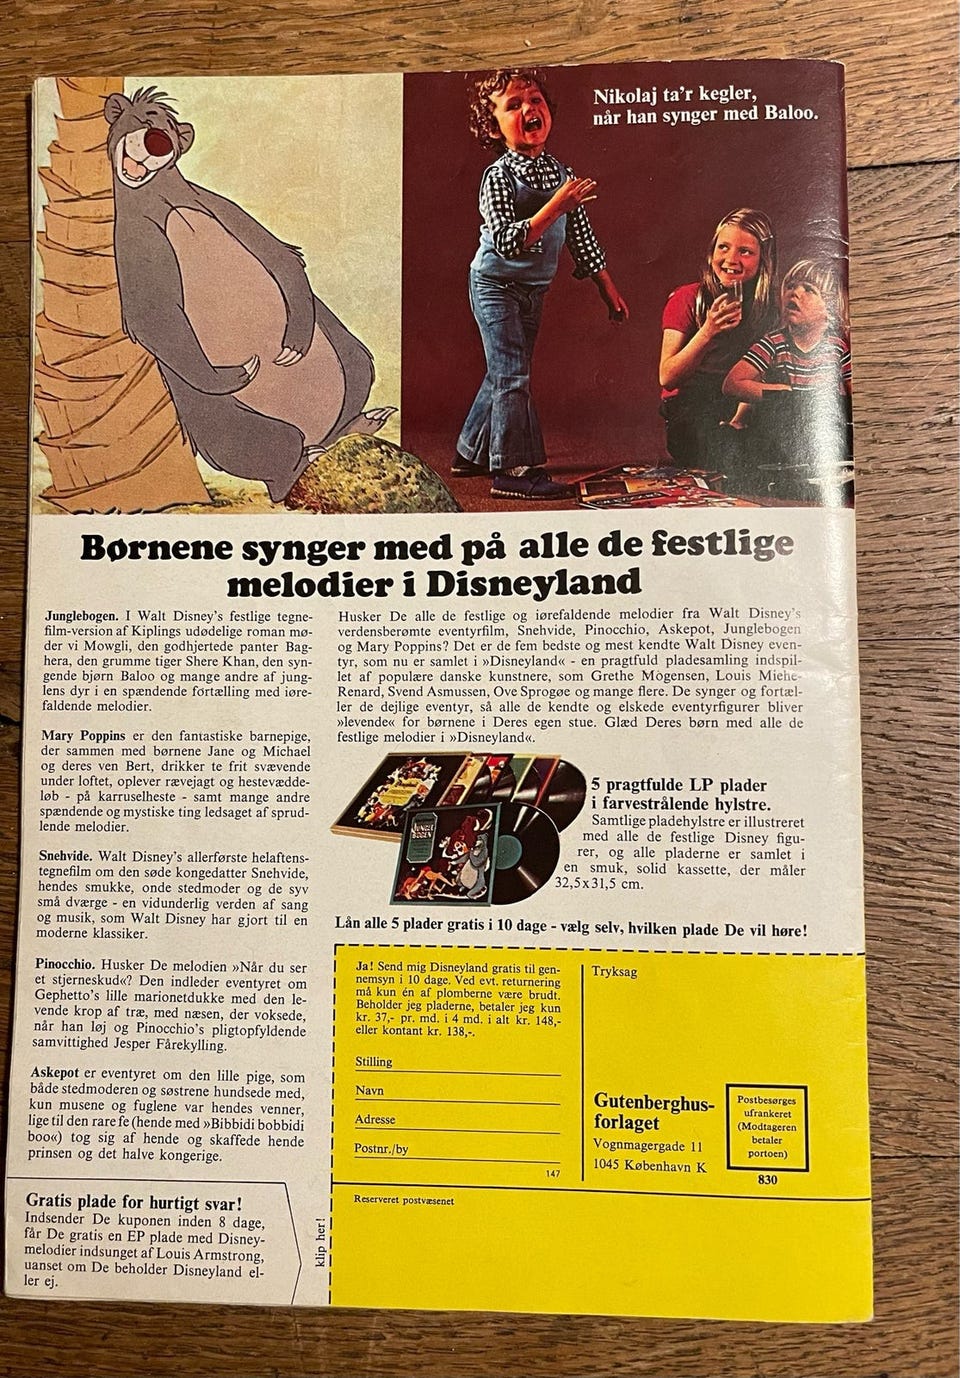 Nikolaj ta'r kegler,
når han synger med Baloo.
Børnene synger med på alle de festlige
melodier i Disneyland
Junglebogen. I Walt Disney's festlige tegne-
film-version af Kiplings udødelige roman mø-
der vi Mowgli, den godhjertede panter Bag-
hera, den grumme tiger Shere Khan, den syn-
gende bjørn Baloo og mange andre af jung-
lens dyr i en spændende fortælling med iøre-
faldende melodier.
Mary Poppins er den fantastiske barnepige,
der sammen med børnene Jane og Michael
og deres ven Bert, drikker te frit svævende
under loftet, oplever rævejagt og hestevædde-
løb - på karruselheste - samt mange andre
spændende og mystiske ting ledsaget af sprud-
lende melodier.
Snehvide. Walt Disney's allerførste helaftens-
tegnefilm om den søde kongedatter Snehvide,
hendes smukke, onde stedmoder og de syv
små dværge - en vidunderlig verden af sang
og musik, som Walt Disney har gjort til en
moderne klassiker.
Pinocchio. Husker De melodien »Når du ser
et stjerneskud«? Den indleder eventyret om
Gephetto's lille marionetdukke med den le-
vende krop af træ, med næsen, der voksede,
når han løj og Pinocchio's pligtopfyldende
samvittighed Jesper Fårekylling.
Askepot er eventyret om den lille pige, som
både stedmoderen og søstrene hundsede med,
kun musene og fuglene var hendes venner,
lige til den rare fe (hende med »Bibbidi bobbidi
boo«) tog sig af hende og skaffede hende
prinsen og det halve kongerige.
Gratis plade for hurtigt svar!
Indsender De kuponen inden 8 dage,
får De gratis en EP plade med Disney-
melodier indsunget af Louis Armstrong,
uanset om De beholder Disneyland el-
ler ej.
Husker De alle de festlige og iørefaldende melodier fra Walt Disney's
verdensberømte eventyrfilm, Snehvide, Pinocchio, Askepot, Junglebogen
og Mary Poppins? Det er de fem bedste og mest kendte Walt Disney even-
tyr, som nu er samlet i »Disneyland« - en pragtfuld pladesamling indspil-
let af populære danske kunstnere, som Grethe Mogensen, Louis Miehe-
Renard, Svend Asmussen, Ove Sprogøe og mange flere. De synger og fortæl-
ler de dejlige eventyr, så alle de kendte og elskede eventyrfigurer bliver
»levende« for børnene i Deres egen stue. Glæd Deres børn med alle de
festlige melodier i »Disneyland«.
JUNGLE
BOGEN
5 pragtfulde LP plader
i farvestrålende hylstre.
Samtlige pladehylstre er illustreret
med alle de festlige Disney figu-
rer, og alle pladerne er samlet i
en smuk, solid kassette, der måler
32,5x31,5 cm.
Lån alle 5 plader gratis i 10 dage - vælg selv, hvilken plade De vil høre!
Ja! Send mig Disneyland gratis til gen-
nemsyn i 10 dage. Ved evt. returnering
må kun én af plomberne være brudt.
Beholder jeg pladerne, betaler jeg kun
kr. 37,- pr. md. i 4 md. i alt kr. 148,-
eller kontant kr. 138,-.
Stilling
Navn
Adresse
Postnr./by
147
Tryksag
Gutenberghus-
forlaget
Vognmagergade 11
1045 København K
Postbesørges
ufrankeret
(Modtageren
betaler
portoen)
830
Reserveret postvæsenet
klip her!